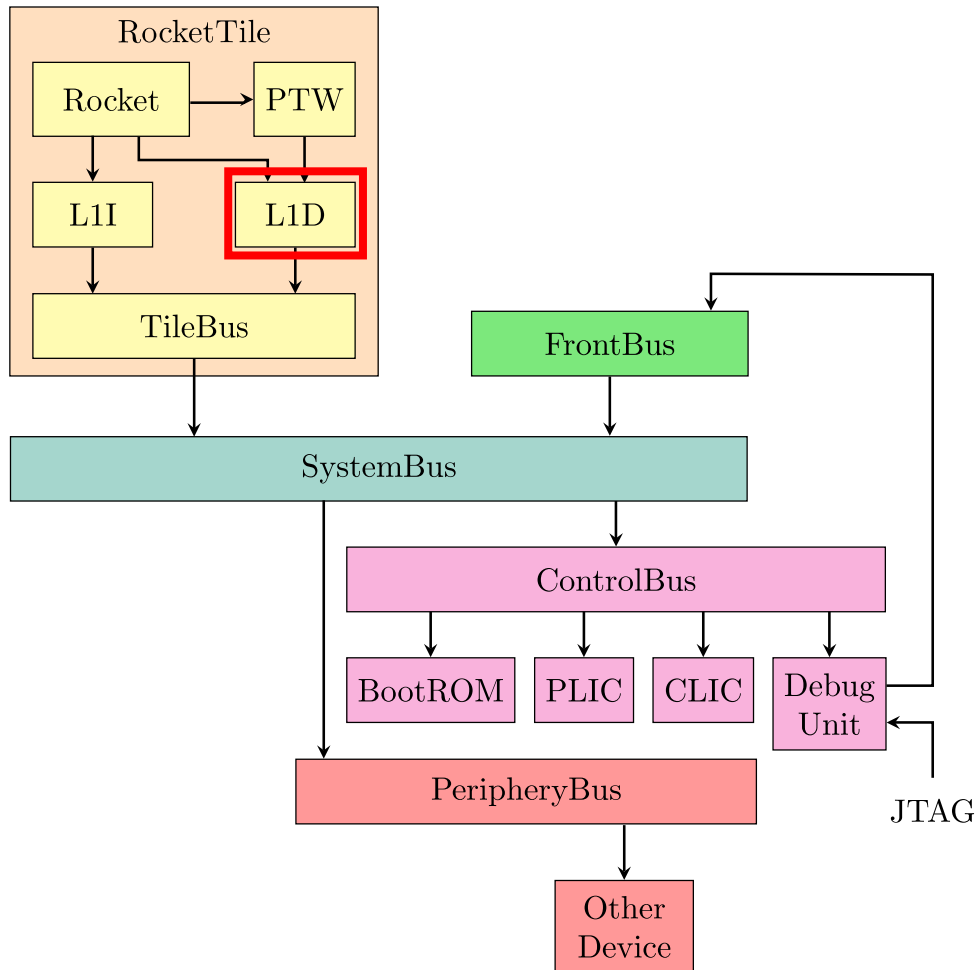 RocketTile
Rocket
PTW
L1I
L1D
TileBus
FrontBus
SystemBus
ControlBus
BootROM
PLIC
CLIC
Debug
Unit
PeripheryBus
JTAG
Other
Device